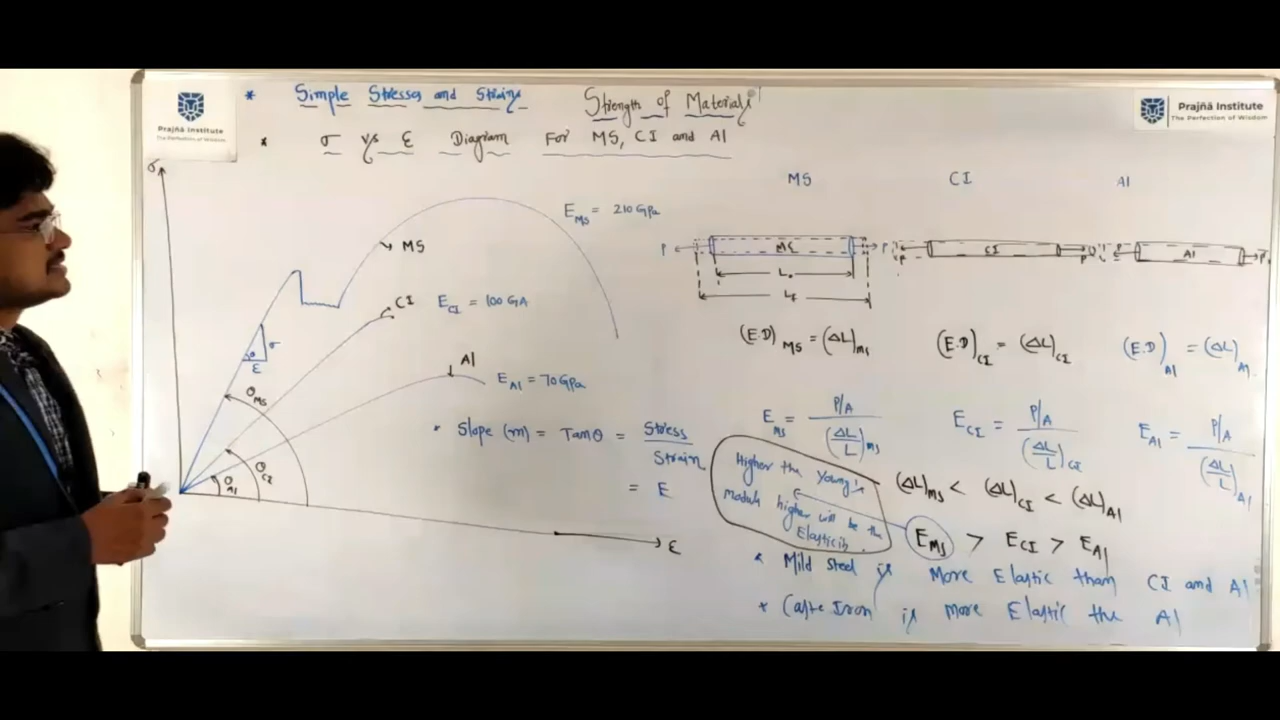 Prajñā Institute
The Perfection of Wisdom
* Simple Stresses and Strains
Strength of Materials
Prajñā Institute
The Perfection of Wisdom
* σ v/s ε Diagram For MS, CI and Al
σ
MS CI Al
E_MS = 210 GPa
MS
P MS P
P CI P
P Al P
L₀
L_f
CI
E_CI = 100 GPa
(E.D)_MS = (ΔL)_MS
(E.D)_CI = (ΔL)_CI
(E.D)_Al = (ΔL)_Al
σ
θ
ε
Al
E_Al = 70 GPa
θ_MS
θ_CI
θ_Al
* Slope (m) = Tanθ = Stress / Strain
= E
E_MS = P/A / (ΔL/L)_MS
E_CI = P/A / (ΔL/L)_CI
E_Al = P/A / (ΔL/L)_Al
Higher the Young's
moduls higher will be the
Elasticity.
(ΔL)_MS < (ΔL)_CI < (ΔL)_Al
E_MS > E_CI > E_Al
ε
* Mild steel is More Elastic than CI and Al
* Caste Iron is more Elastic the Al